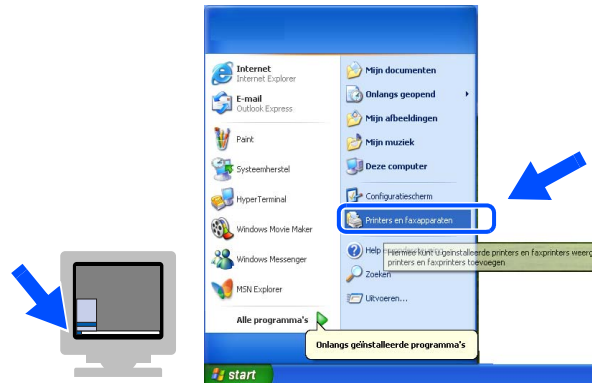 Internet
Internet Explorer
E-mail
Outlook Express
Paint
Systeemherstel
HyperTerminal
Windows Movie Maker
Windows Messenger
MSN Explorer
Alle programma's
Mijn documenten
Onlangs geopend
Mijn afbeeldingen
Mijn muziek
Deze computer
Configuratiescherm
Printers en faxapparaten
Help
Hiermee kunt u geïnstalleerde printers en faxprinters weerg
printers en faxprinters toevoegen
Zoeken
Uitvoeren...
Onlangs geïnstalleerde programma's
start